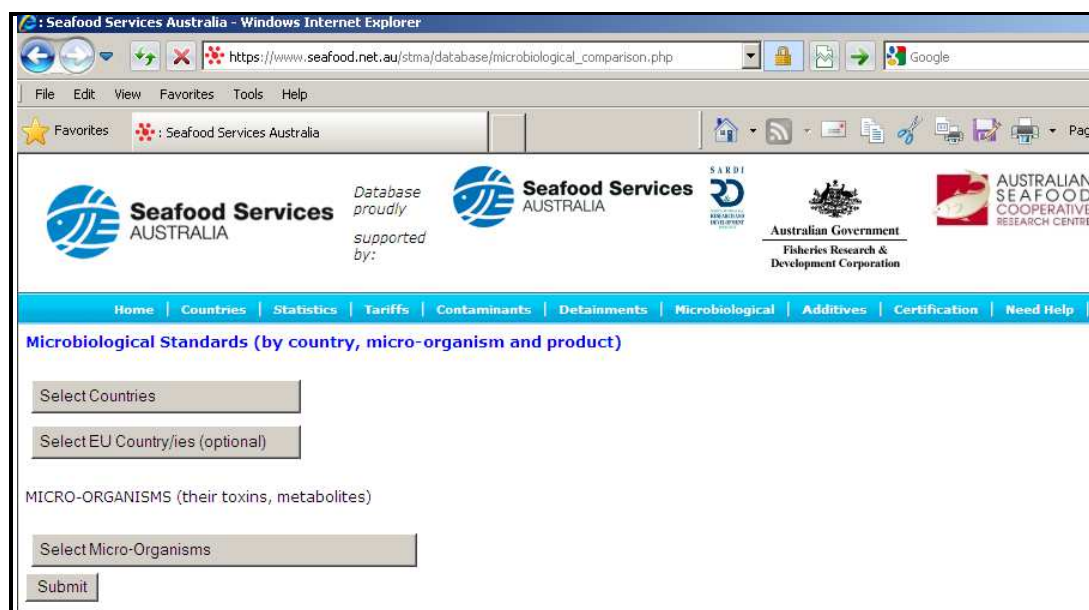 : Seafood Services Australia - Windows Internet Explorer
https://www.seafood.net.au/stma/database/microbiological_comparison.php
Google
File Edit View Favorites Tools Help
Favorites : Seafood Services Australia Pag
Seafood Services
AUSTRALIA
Database
proudly
supported
by:
Seafood Services
AUSTRALIA
SARDI
RD
Australian Government
Fisheries Research &
Development Corporation
AUSTRALIAN
SEAFOOD
COOPERATIVE
RESEARCH CENTRE
Home | Countries | Statistics | Tariffs | Contaminants | Detainments | Microbiological | Additives | Certification | Need Help |
Microbiological Standards (by country, micro-organism and product)
Select Countries
Select EU Country/ies (optional)
MICRO-ORGANISMS (their toxins, metabolites)
Select Micro-Organisms
Submit